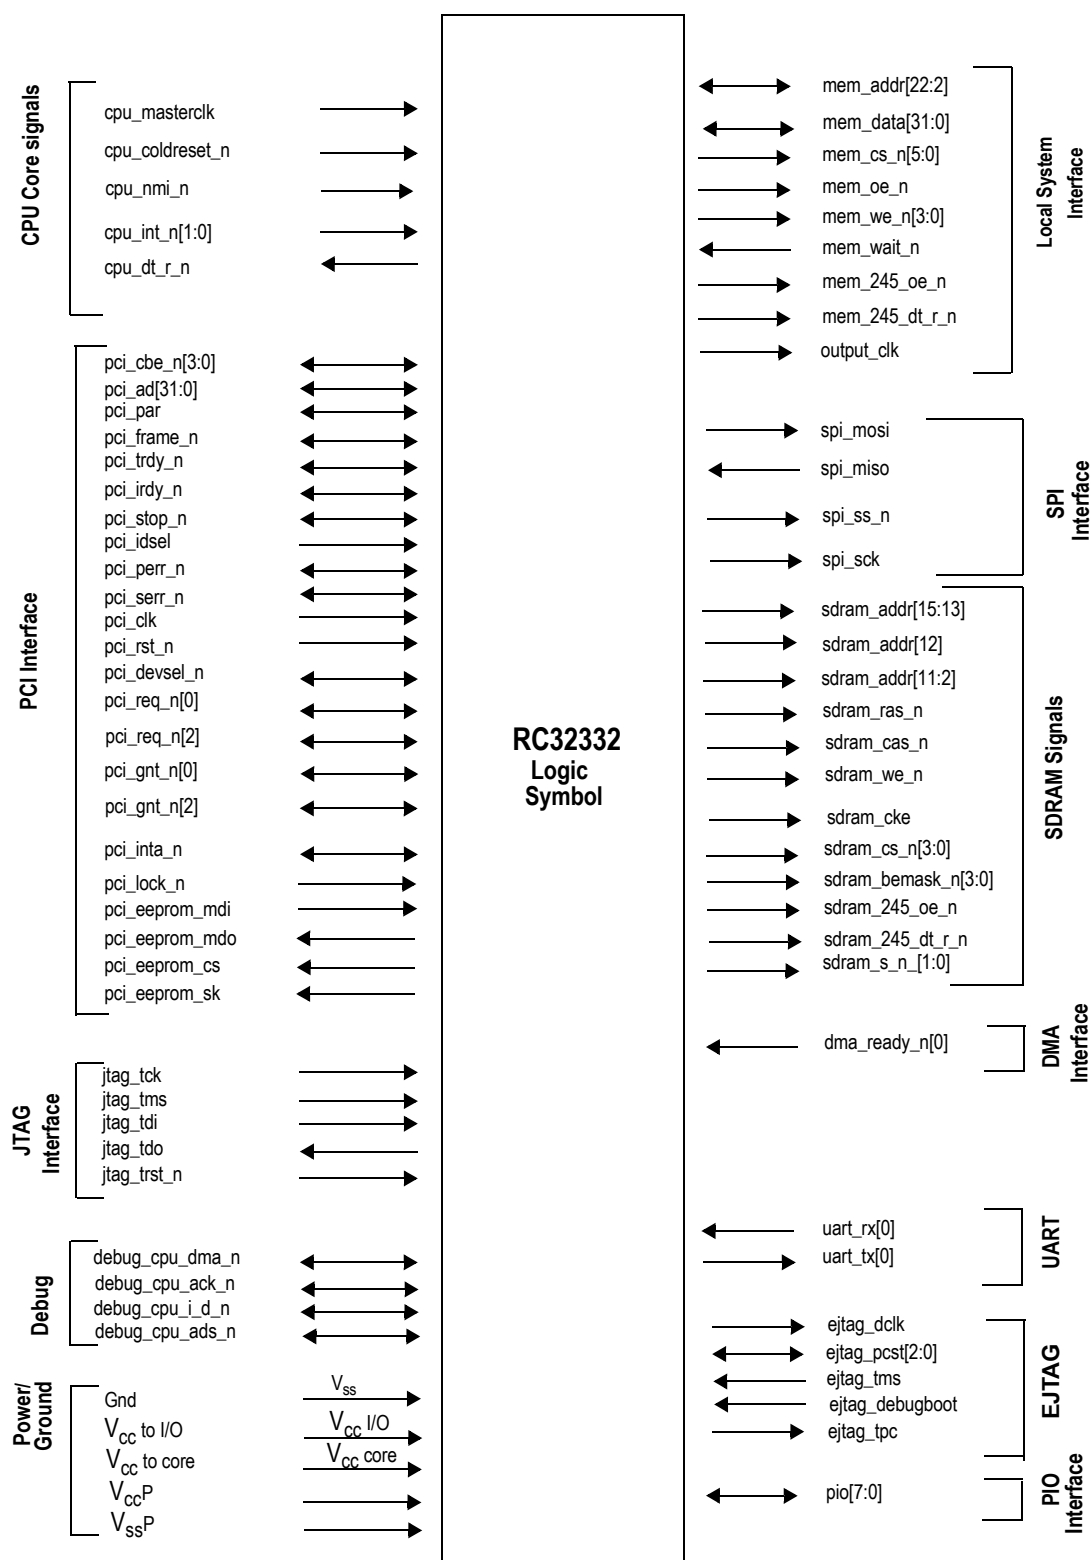 CPU Core signals
cpu_masterclk
cpu_coldreset_n
cpu_nmi_n
cpu_int_n[1:0]
cpu_dt_r_n
PCI Interface
pci_cbe_n[3:0]
pci_ad[31:0]
pci_par
pci_frame_n
pci_trdy_n
pci_irdy_n
pci_stop_n
pci_idsel
pci_perr_n
pci_serr_n
pci_clk
pci_rst_n
pci_devsel_n
pci_req_n[0]
pci_req_n[2]
pci_gnt_n[0]
pci_gnt_n[2]
pci_inta_n
pci_lock_n
pci_eeprom_mdi
pci_eeprom_mdo
pci_eeprom_cs
pci_eeprom_sk
JTAG
Interface
jtag_tck
jtag_tms
jtag_tdi
jtag_tdo
jtag_trst_n
Debug
debug_cpu_dma_n
debug_cpu_ack_n
debug_cpu_i_d_n
debug_cpu_ads_n
Power/
Ground
Gnd
Vss
Vcc to I/O
Vcc I/O
Vcc to core
Vcc core
VccP
VssP
RC32332
Logic
Symbol
mem_addr[22:2]
mem_data[31:0]
mem_cs_n[5:0]
mem_oe_n
mem_we_n[3:0]
mem_wait_n
mem_245_oe_n
mem_245_dt_r_n
output_clk
Local System
Interface
spi_mosi
spi_miso
spi_ss_n
spi_sck
SPI
Interface
sdram_addr[15:13]
sdram_addr[12]
sdram_addr[11:2]
sdram_ras_n
sdram_cas_n
sdram_we_n
sdram_cke
sdram_cs_n[3:0]
sdram_bemask_n[3:0]
sdram_245_oe_n
sdram_245_dt_r_n
sdram_s_n_[1:0]
SDRAM Signals
dma_ready_n[0]
DMA
Interface
uart_rx[0]
uart_tx[0]
UART
ejtag_dclk
ejtag_pcst[2:0]
ejtag_tms
ejtag_debugboot
ejtag_tpc
EJTAG
pio[7:0]
PIO
Interface